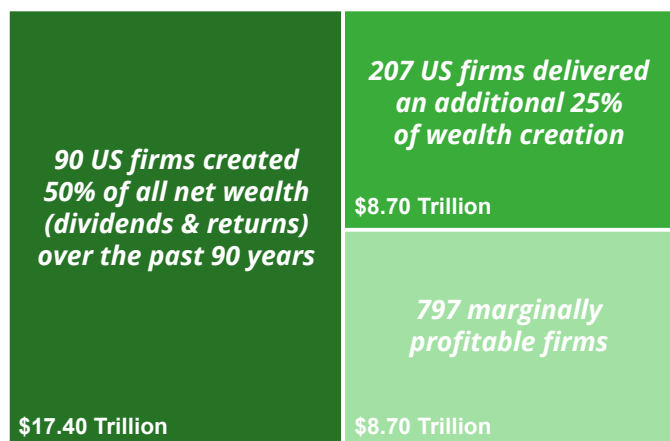 90 US firms created
50% of all net wealth
(dividends & returns)
over the past 90 years
$17.40 Trillion
207 US firms delivered
an additional 25%
of wealth creation
$8.70 Trillion
797 marginally
profitable firms
$8.70 Trillion